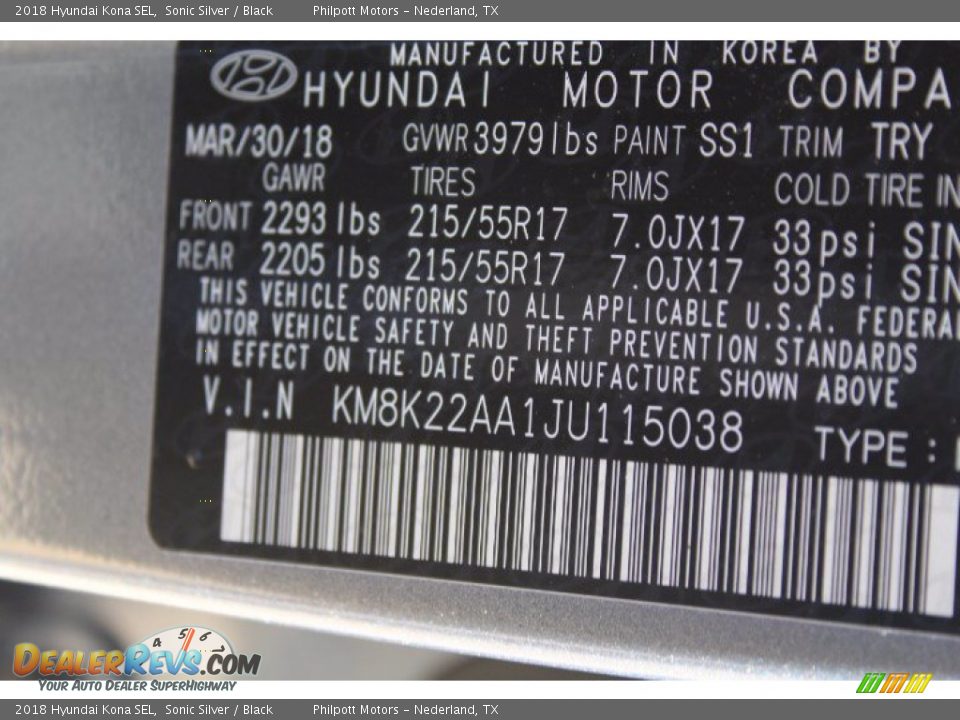 2018 Hyundai Kona SEL, Sonic Silver / Black Philpott Motors - Nederland, TX
MANUFACTURED IN KOREA BY
HYUNDAI MOTOR COMPA
MAR/30/18 GVWR 3979 lbs PAINT SS1 TRIM TRY
GAWR TIRES RIMS COLD TIRE IN
FRONT 2293 lbs 215/55R17 7.0JX17 33psi SIN
REAR 2205 lbs 215/55R17 7.0JX17 33psi SIN
THIS VEHICLE CONFORMS TO ALL APPLICABLE U.S.A. FEDERAL
MOTOR VEHICLE SAFETY AND THEFT PREVENTION STANDARDS
IN EFFECT ON THE DATE OF MANUFACTURE SHOWN ABOVE
V.I.N KM8K22AA1JU115038
TYPE :
4 5 6
DEALERREVS.COM
YOUR AUTO DEALER SUPERHIGHWAY
2018 Hyundai Kona SEL, Sonic Silver / Black Philpott Motors - Nederland, TX